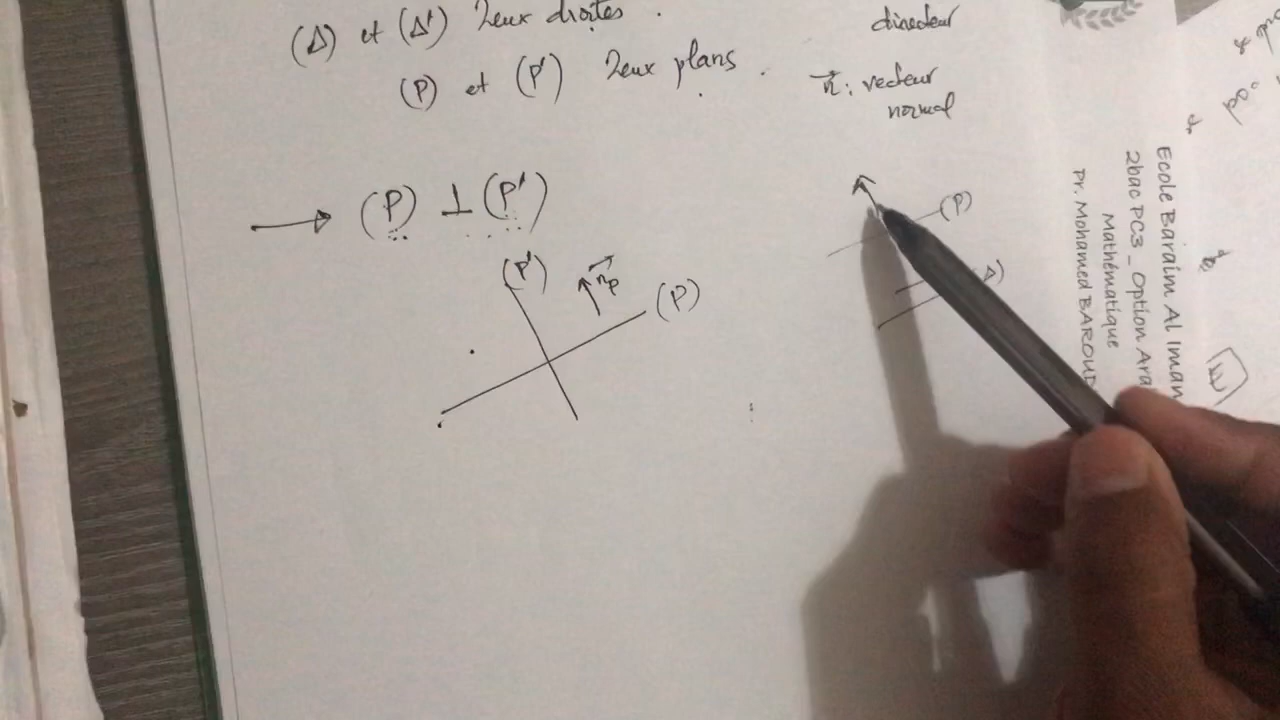 (Δ) et (Δ') deux droites .
(P) et (P') deux plans .
directeur
n⃗ : vecteur
normal
→ (P) ⊥ (P')
(P')
n⃗p
(P)
(P)
Δ)
Ecole Baraim Al Iman
2bac PC3 _ Option Ara
Mathématique
Pr. Mohamed BAROUD